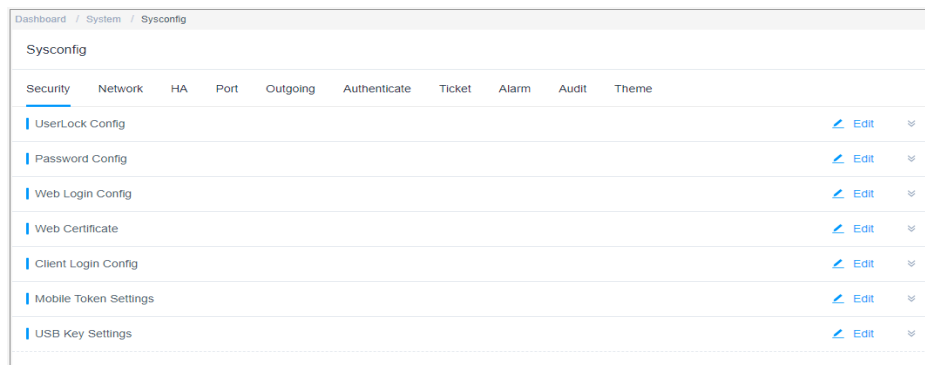 Dashboard / System / Sysconfig
Sysconfig
Security Network HA Port Outgoing Authenticate Ticket Alarm Audit Theme
UserLock Config Edit
Password Config Edit
Web Login Config Edit
Web Certificate Edit
Client Login Config Edit
Mobile Token Settings Edit
USB Key Settings Edit